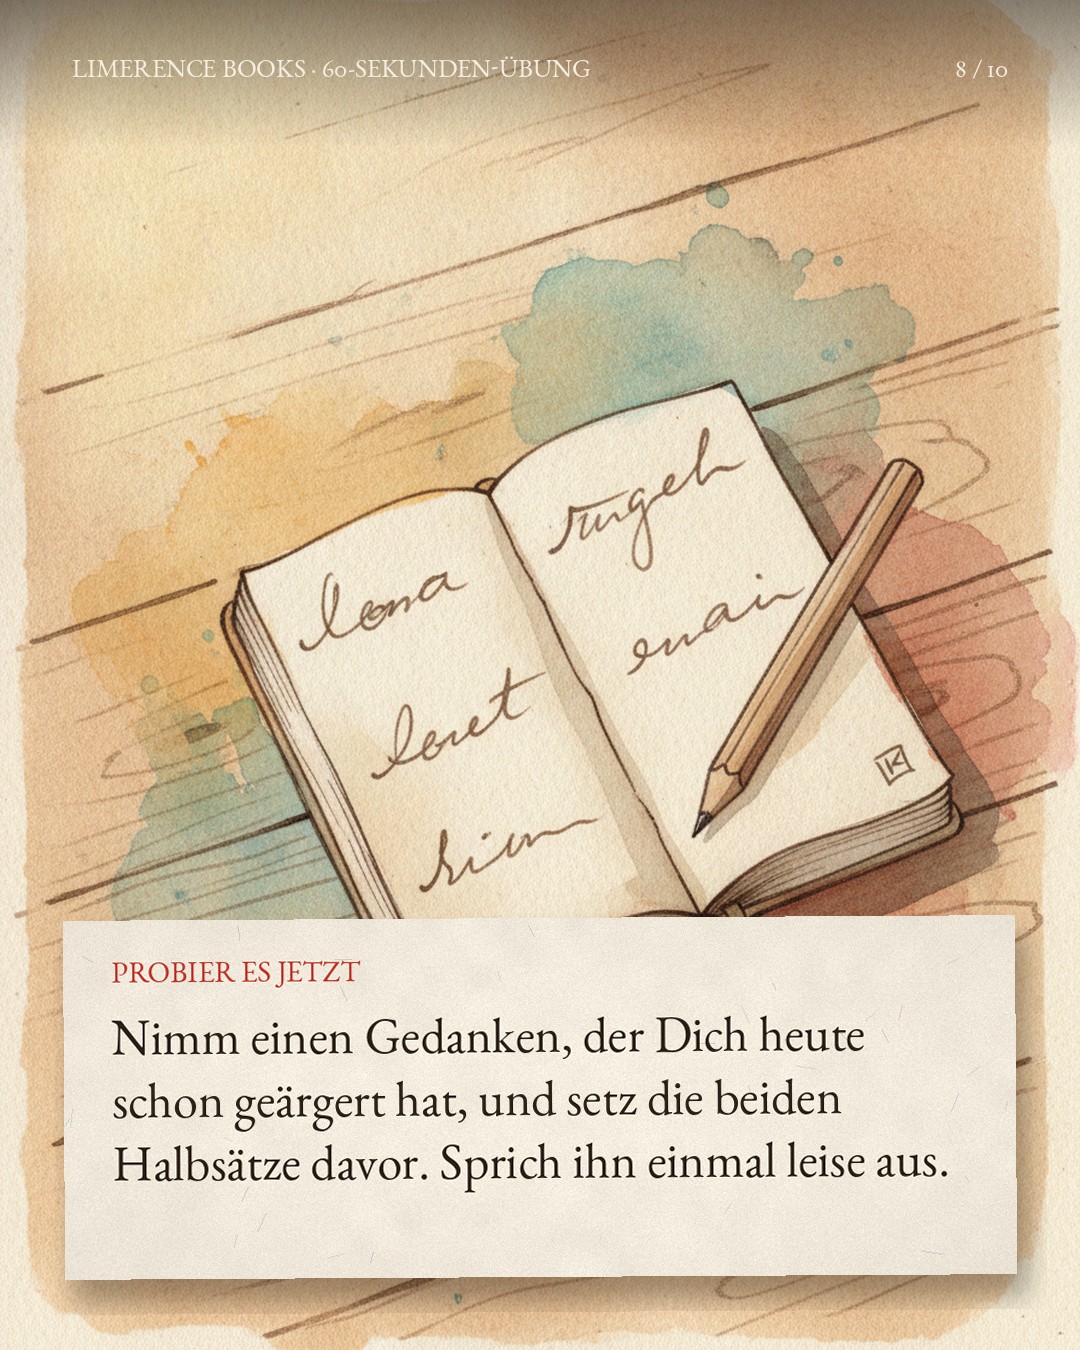 LIMERENCE BOOKS · 60-SEKUNDEN-ÜBUNG
8 / 10
K
PROBIER ES JETZT
Nimm einen Gedanken, der Dich heute
schon geärgert hat, und setz die beiden
Halbsätze davor. Sprich ihn einmal leise aus.